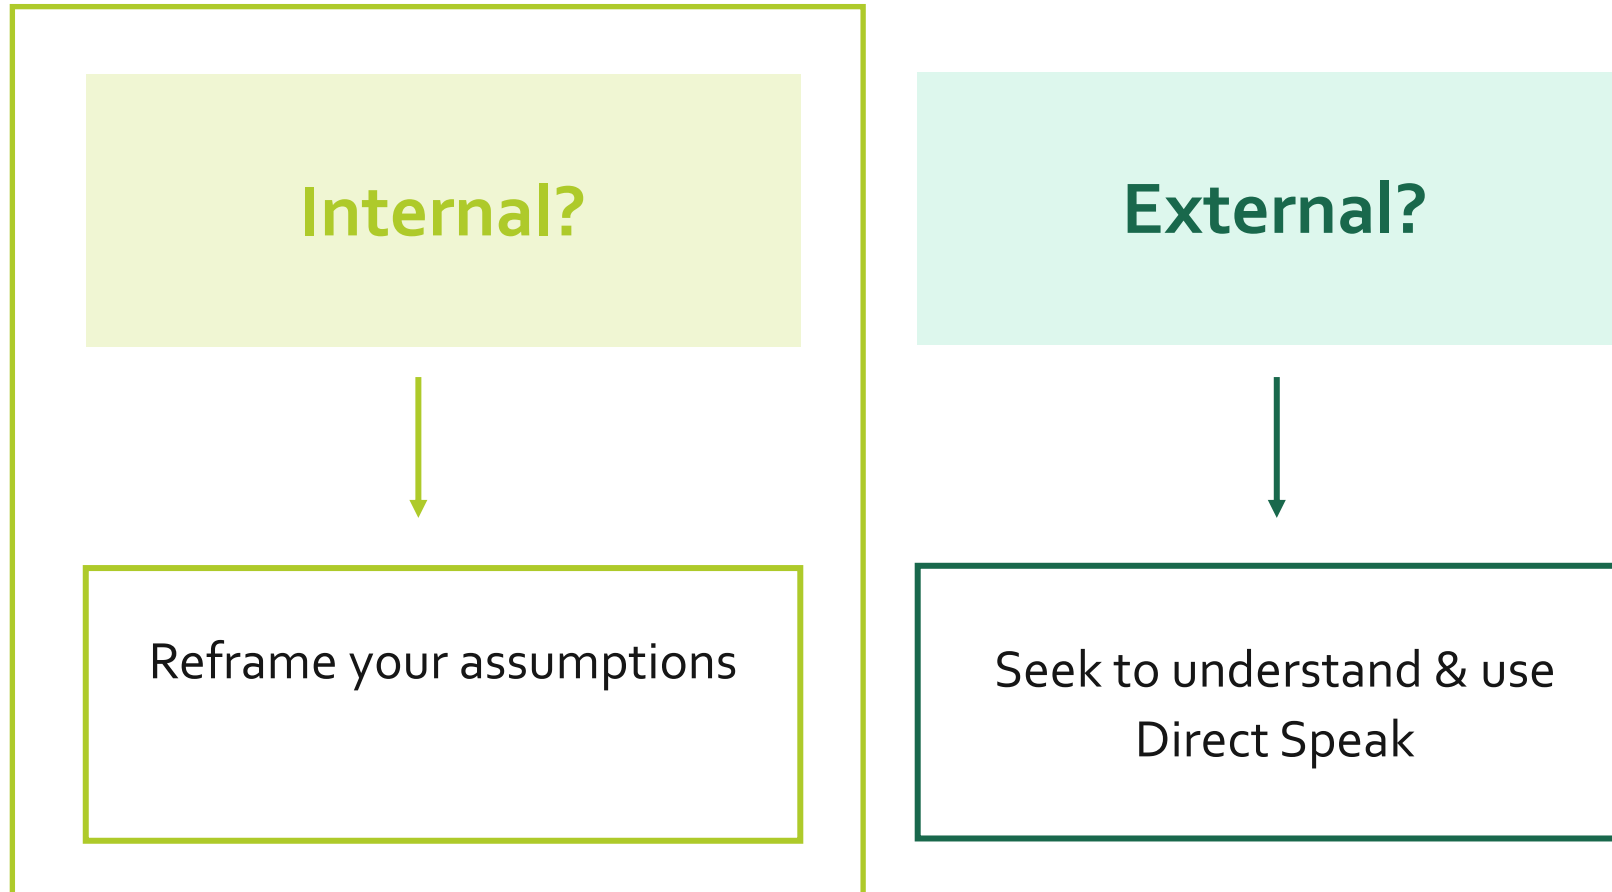 Internal?
External?
Reframe your assumptions
Seek to understand & use
Direct Speak